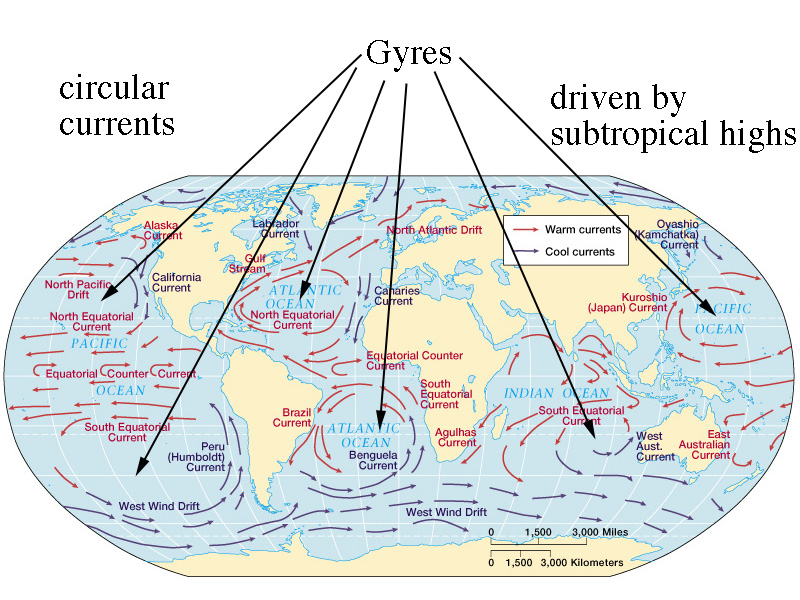 Gyres
circular
currents
driven by
subtropical highs
Alaska
Current
Labrador
Current
North Atlantic Drift
Warm currents
Cool currents
Oyashio
(Kamchatka)
Current
Gulf
Stream
California
Current
North Pacific
Drift
ATLANTIC
OCEAN
Canaries
Current
Kuroshio
(Japan) Current
PACIFIC
OCEAN
North Equatorial
Current
North Equatorial
Current
PACIFIC
Equatorial Counter Current
OCEAN
Equatorial Counter
Current
South
Equatorial
Current
INDIAN OCEAN
South Equatorial
Current
South Equatorial
Current
Brazil
Current
ATLANTIC
OCEAN
Agulhas
Current
West
Aust.
Current
East
Australian
Current
Peru
(Humboldt)
Current
Benguela
Current
West Wind Drift
West Wind Drift
0 1,500 3,000 Miles
0 1,500 3,000 Kilometers